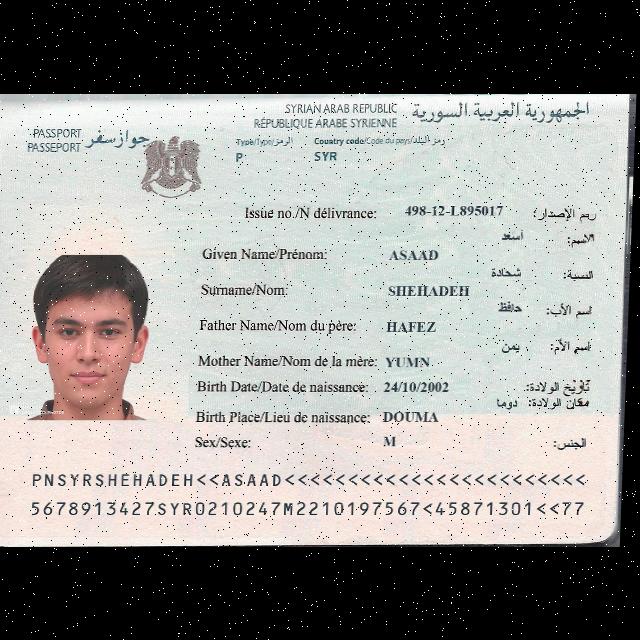 SYRIAN ARAB REPUBLIC الجمهورية العربية السورية
RÉPUBLIQUE ARABE SYRIENNE
PASSPORT جواز سفر
PASSEPORT
Type/Type/الرمز Country code/Code du pays/رمز البلد
P SYR
Issue no./N délivrance: 498-12-L895017 رقم الإصدار:
أسعد الاسم:
Given Name/Prénom: ASAAD
شحادة النسبة:
Surname/Nom: SHEHADEH
حافظ اسم الأب:
Father Name/Nom du père: HAFEZ
يمن اسم الأم:
Mother Name/Nom de la mère: YUMN
Birth Date/Date de naissance: 24/10/2002 تاريخ الولادة:
دوما مكان الولادة:
Birth Place/Lieu de naissance: DOUMA
Sex/Sexe: M الجنس:
PNSYRSHEHADEH<<ASAAD<<<<<<<<<<<<<<<<<<<<<<<<
5678913427SYR0210247M2210197567<45871301<<77